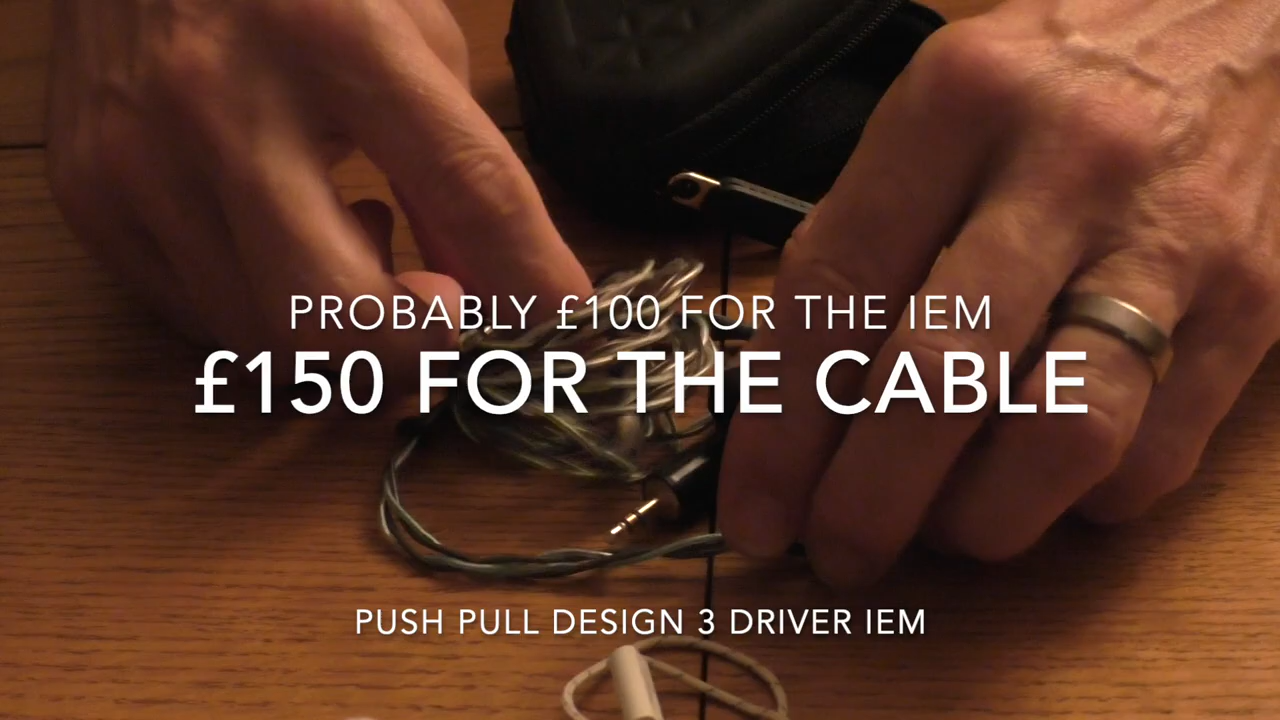 PROBABLY £100 FOR THE IEM
£150 FOR THE CABLE
PUSH PULL DESIGN 3 DRIVER IEM